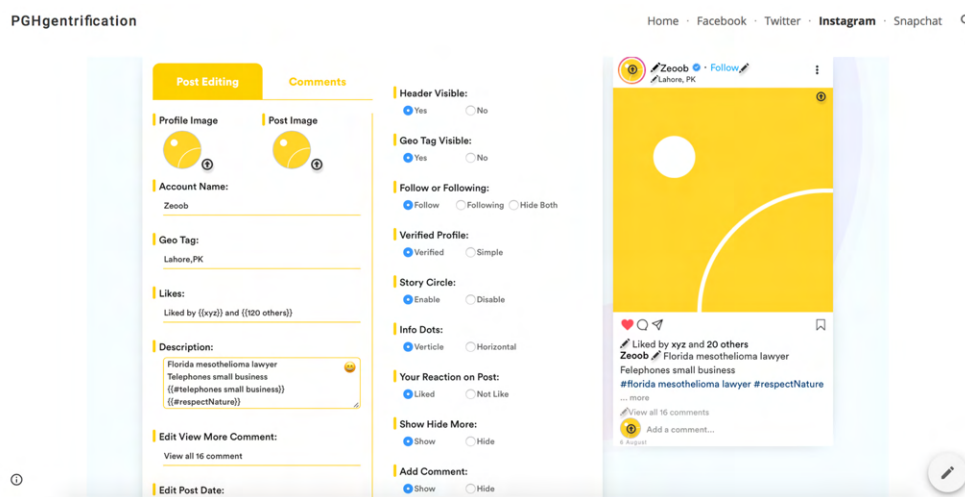 PGHgentrification
Home · Facebook · Twitter · Instagram · Snapchat
Post Editing
Comments
Profile Image
Post Image
Account Name:
Zeoob
Geo Tag:
Lahore,PK
Likes:
Liked by {{xyz}} and {{120 others}}
Description:
Florida mesothelioma lawyer
Telephones small business
{{#telephones small business}}
{{#respectNature}}
Edit View More Comment:
View all 16 comment
Edit Post Date:
Header Visible:
Yes No
Geo Tag Visible:
Yes No
Follow or Following:
Follow Following Hide Both
Verified Profile:
Verified Simple
Story Circle:
Enable Disable
Info Dots:
Verticle Horizontal
Your Reaction on Post:
Liked Not Like
Show Hide More:
Show Hide
Add Comment:
Show Hide
Zeoob · Follow
Lahore, PK
Liked by xyz and 20 others
Zeoob Florida mesothelioma lawyer
Felephones small business
#florida mesothelioma lawyer #respectNature
... more
View all 16 comments
Add a comment...
6 August